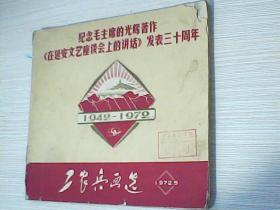 纪念毛主席的光辉著作
《在延安文艺座谈会上的讲话》发表三十周年
1942-1972
工农兵画选
1972.5